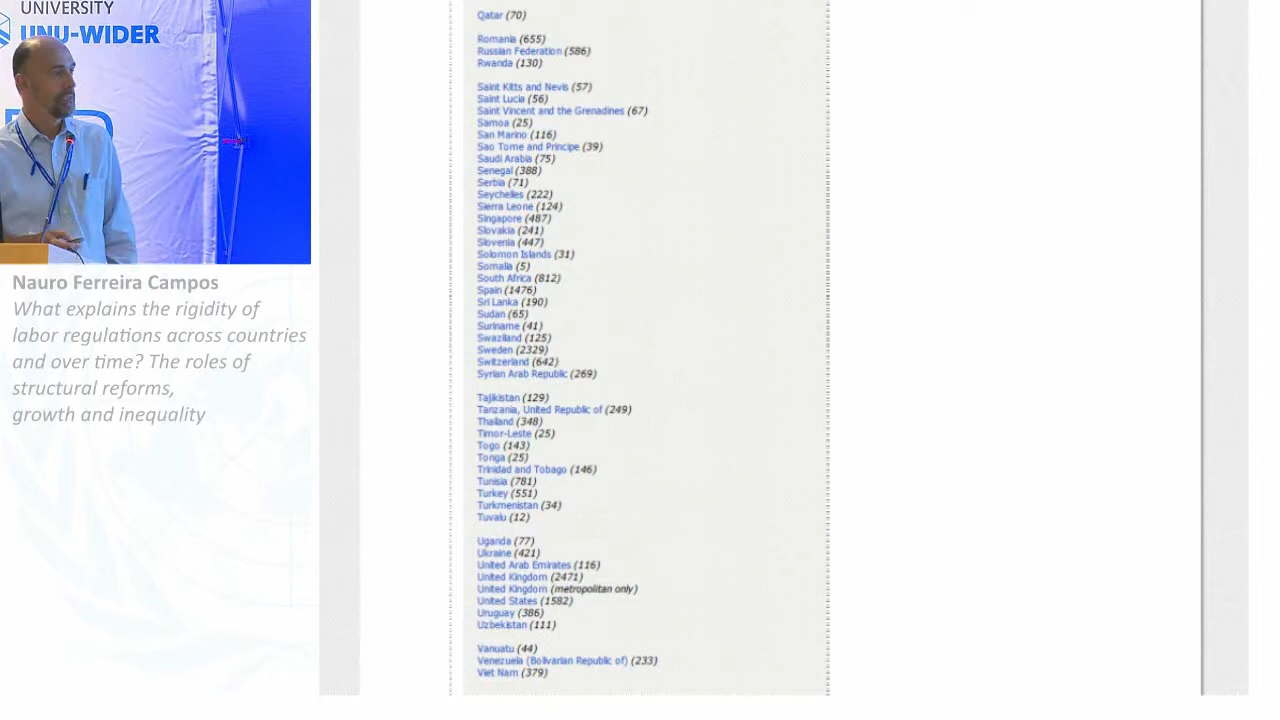 UNIVERSITY
UNU-WIDER
Nauro Ferreira Campos
What explains the rigidity of
labor regulations across countries
and over time? The roles of
structural reforms,
growth and inequality
Qatar (70)
Romania (655)
Russian Federation (586)
Rwanda (130)
Saint Kitts and Nevis (57)
Saint Lucia (56)
Saint Vincent and the Grenadines (67)
Samoa (25)
San Marino (116)
Sao Tome and Principe (39)
Saudi Arabia (75)
Senegal (388)
Serbia (71)
Seychelles (222)
Sierra Leone (124)
Singapore (487)
Slovakia (241)
Slovenia (447)
Solomon Islands (31)
Somalia (5)
South Africa (812)
Spain (1476)
Sri Lanka (190)
Sudan (65)
Suriname (41)
Swaziland (125)
Sweden (2329)
Switzerland (642)
Syrian Arab Republic (269)
Tajikistan (129)
Tanzania, United Republic of (249)
Thailand (348)
Timor-Leste (25)
Togo (143)
Tonga (25)
Trinidad and Tobago (146)
Tunisia (781)
Turkey (551)
Turkmenistan (34)
Tuvalu (12)
Uganda (77)
Ukraine (421)
United Arab Emirates (116)
United Kingdom (2471)
United Kingdom (metropolitan only)
United States (1582)
Uruguay (386)
Uzbekistan (111)
Vanuatu (44)
Venezuela (Bolivarian Republic of) (233)
Viet Nam (379)